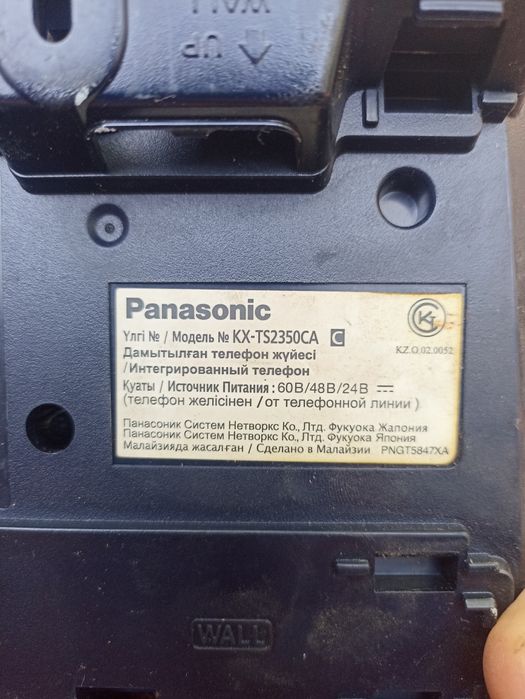 WALL
UP
Panasonic
Үлгі № / Модель № KX-TS2350CA C
KZ.O.02.0052
Дамытылған телефон жүйесі
/Интегрированный телефон
Қуаты / Источник Питания : 60В/48В/24В
(телефон желісінен /от телефонной линии )
Панасоник Систем Нетворкс Ко., Лтд. Фукуока Жапония
Панасоник Систем Нетворкс Ко., Лтд. Фукуока Япония
Малайзияда жасалған / Сделано в Малайзии PNGT5847XA
WALL